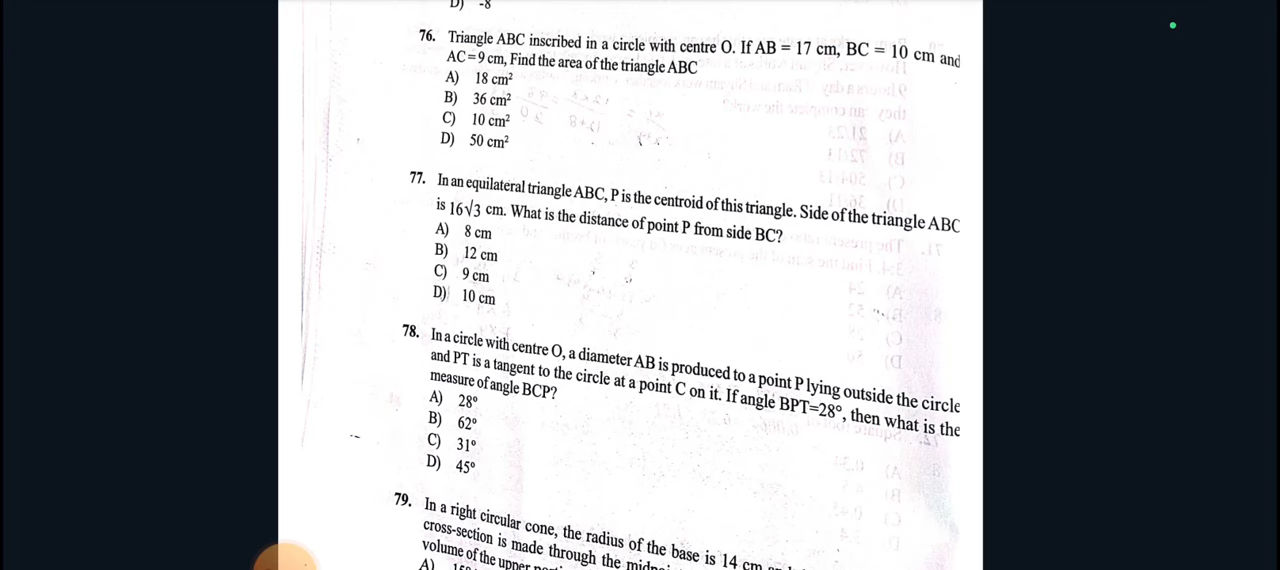 D) -8
76. Triangle ABC inscribed in a circle with centre O. If AB = 17 cm, BC = 10 cm and
AC=9 cm, Find the area of the triangle ABC
A) 18 cm²
B) 36 cm²
C) 10 cm²
D) 50 cm²
77. In an equilateral triangle ABC, P is the centroid of this triangle. Side of the triangle ABC
is 16√3 cm. What is the distance of point P from side BC?
A) 8 cm
B) 12 cm
C) 9 cm
D) 10 cm
78. In a circle with centre O, a diameter AB is produced to a point P lying outside the circle
and PT is a tangent to the circle at a point C on it. If angle BPT=28°, then what is the
measure of angle BCP?
A) 28°
B) 62°
C) 31°
D) 45°
79. In a right circular cone, the radius of the base is 14 cm
cross-section is made through the
volume of the upper
A)